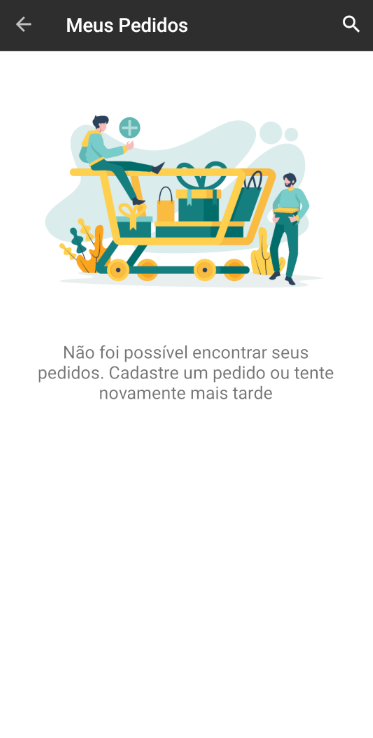 Meus Pedidos
Não foi possível encontrar seus
pedidos. Cadastre um pedido ou tente
novamente mais tarde